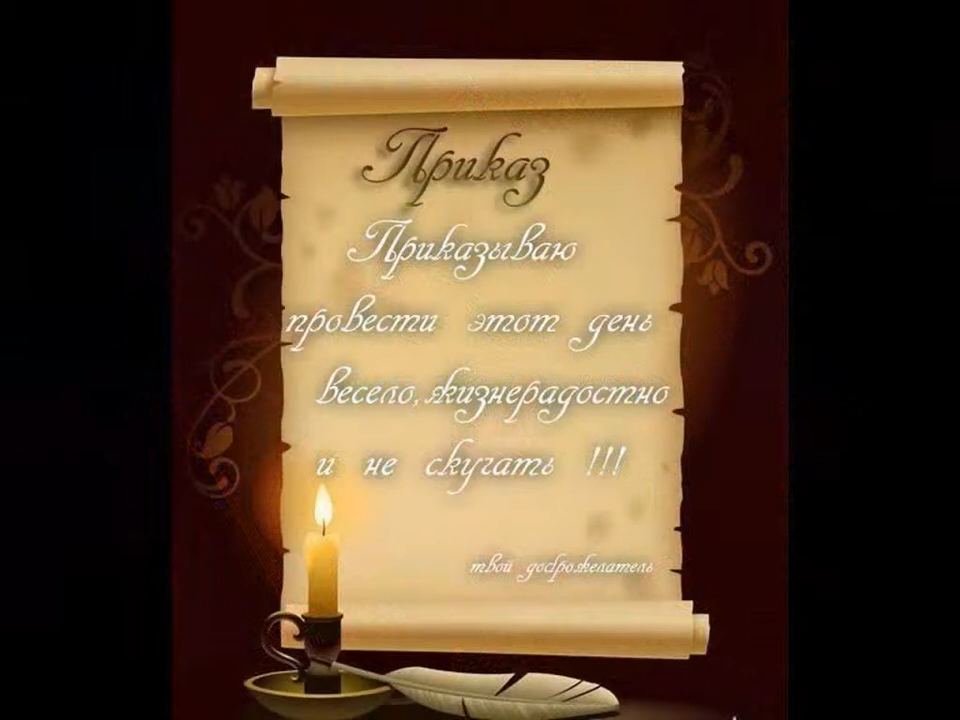 Приказ
Приказываю
провести этот день
весело,жизнерадостно
и не скучать !!!
твой доброжелатель